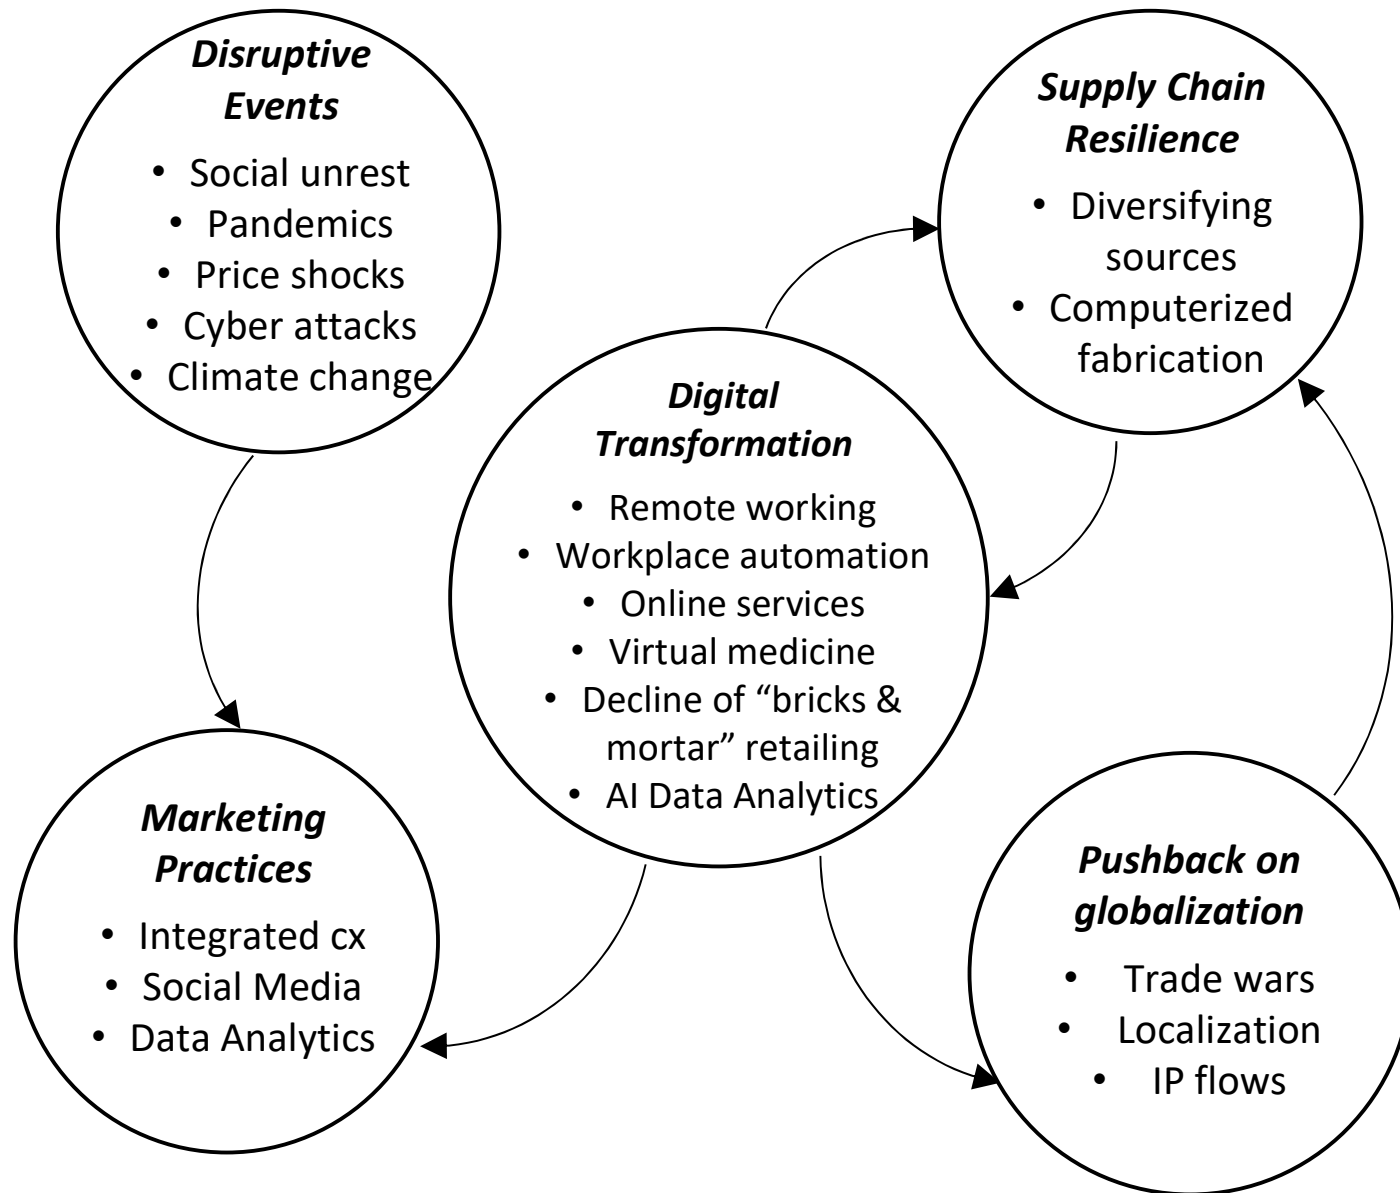 Disruptive
Events
• Social unrest
• Pandemics
• Price shocks
• Cyber attacks
• Climate change
Supply Chain
Resilience
• Diversifying
sources
• Computerized
fabrication
Digital
Transformation
• Remote working
• Workplace automation
• Online services
• Virtual medicine
• Decline of “bricks &
mortar” retailing
• AI Data Analytics
Marketing
Practices
• Integrated cx
• Social Media
• Data Analytics
Pushback on
globalization
• Trade wars
• Localization
• IP flows